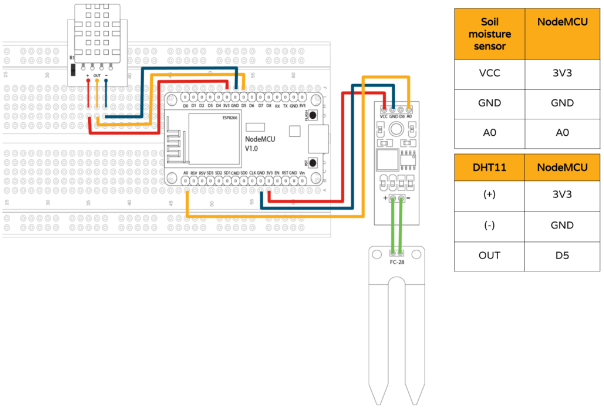 Soil
moisture
sensor
NodeMCU
VCC
3V3
GND
GND
A0
A0
DHT11
NodeMCU
(+)
3V3
(-)
GND
OUT
D5
+ OUT -
D0 D1 D2 D3 D4 3V3 GND D5 D6 D7 D8 RX TX GND 3V3
ESP8266
NodeMCU
V1.0
FLASH
RST
A0 RSV RSV SD3 SD2 SD1 CMD SD0 CLK GND 3V3 EN RST GND Vin
VCC GND D0 A0
+ -
FC-28